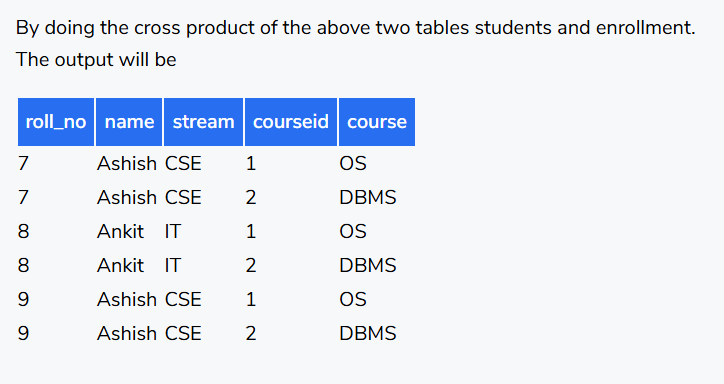 By doing the cross product of the above two tables students and enrollment.
The output will be
roll_no name stream courseid course
7 Ashish CSE 1 OS
7 Ashish CSE 2 DBMS
8 Ankit IT 1 OS
8 Ankit IT 2 DBMS
9 Ashish CSE 1 OS
9 Ashish CSE 2 DBMS